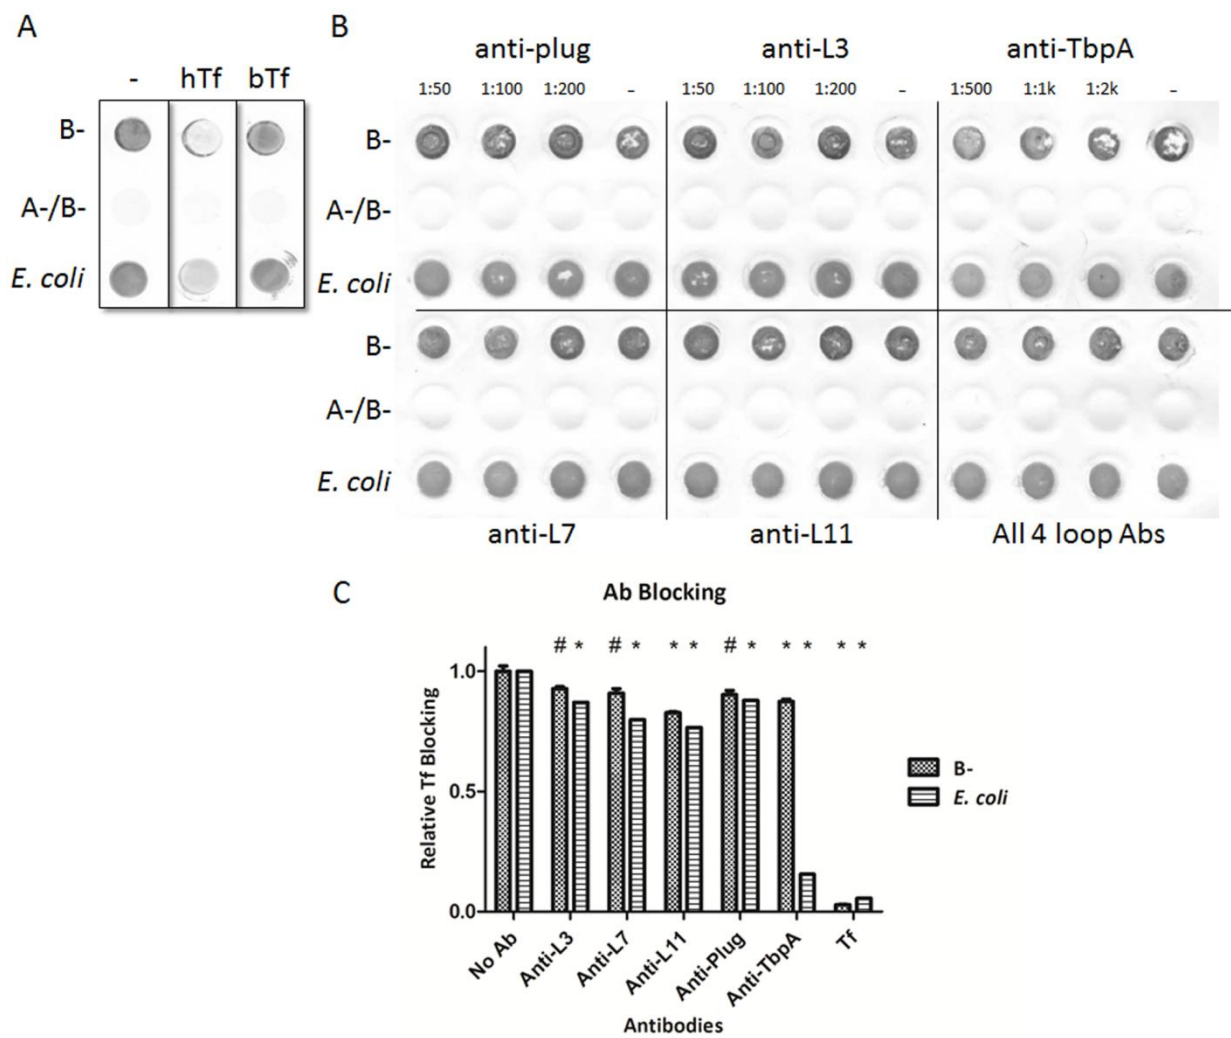 A
- hTf bTf
B-
A-/B-
E. coli
B
anti-plug anti-L3 anti-TbpA
1:50 1:100 1:200 – 1:50 1:100 1:200 – 1:500 1:1k 1:2k –
B-
A-/B-
E. coli
B-
A-/B-
E. coli
anti-L7 anti-L11 All 4 loop Abs
C
Ab Blocking
# * # * * * # * * * * *
1.0
0.5
0.0
Relative Tf Blocking
No Ab
Anti-L3
Anti-L7
Anti-L11
Anti-Plug
Anti-TbpA
Tf
Antibodies
B-
E. coli